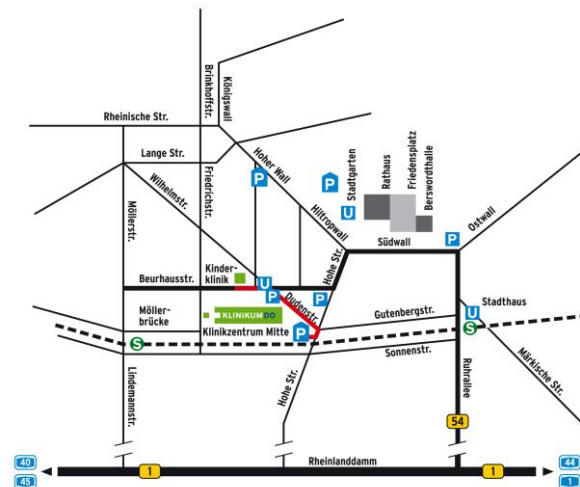 Brinkhoffstr.
Königswall
Rheinische Str.
Lange Str.
Hoher Wall
P
P
Stadtgarten
Rathaus
Friedensplatz
Berswordthalle
Wilhelmstr.
Friedrichstr.
Möllerstr.
U
Hiltropwall
Ostwall
P
Südwall
Kinder-
klinik
Beurhausstr.
U
Hohe Str.
P
P
Dudenstr.
Stadthaus
U
Möller-
brücke
KLINIKUMDO
Klinikzentrum Mitte
P
Gutenbergstr.
S
S
Sonnenstr.
Lindemannstr.
Hohe Str.
Ruhrallee
Märkische Str.
54
40
45
1
Rheinlanddamm
1
44
1